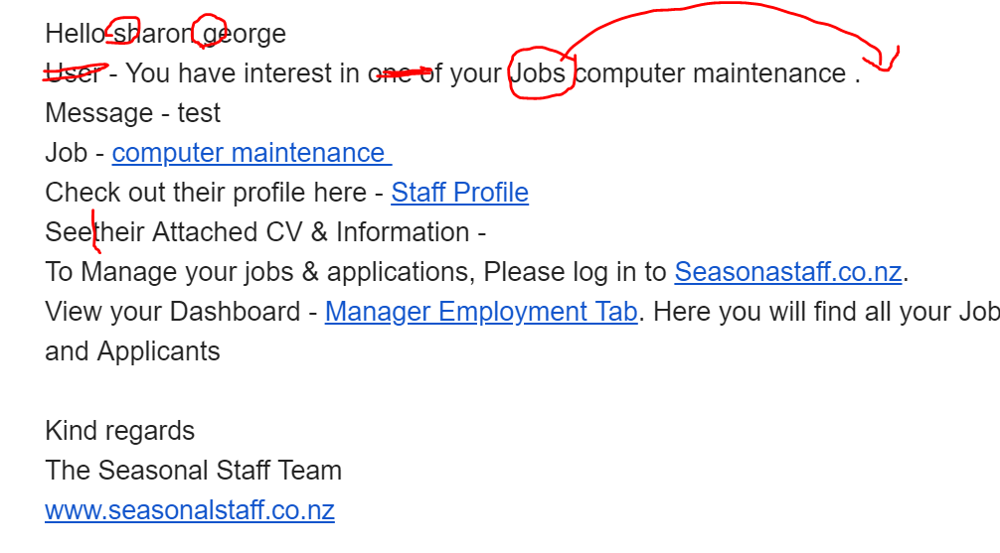 Hello-sharon george
User - You have interest in one of your Jobs computer maintenance .
Message - test
Job - computer maintenance
Check out their profile here - Staff Profile
Seetheir Attached CV & Information -
To Manage your jobs & applications, Please log in to Seasonastaff.co.nz.
View your Dashboard - Manager Employment Tab. Here you will find all your Job
and Applicants
Kind regards
The Seasonal Staff Team
www.seasonalstaff.co.nz